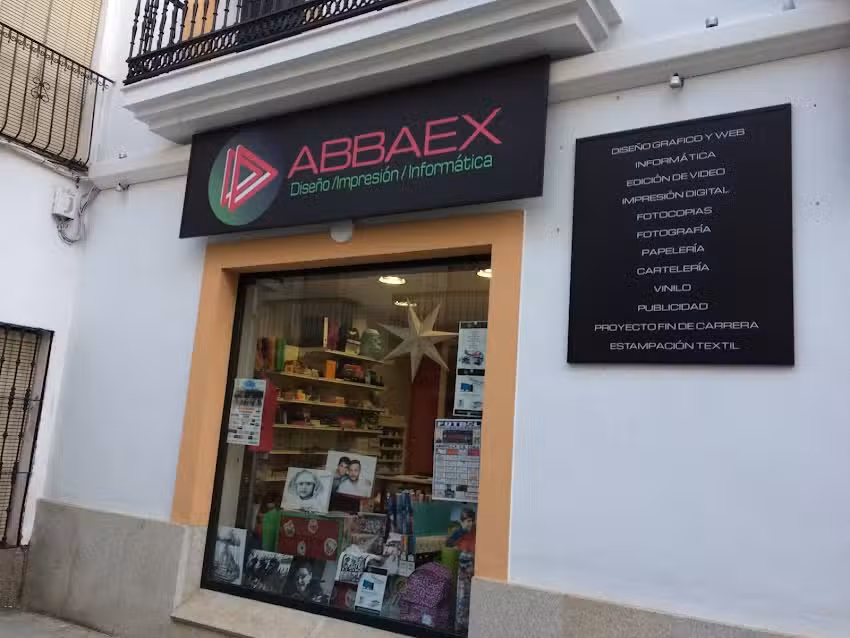 ABBAEX
Diseño/Impresión/Informática
DISEÑO GRAFICO Y WEB
INFORMÁTICA
EDICIÓN DE VIDEO
IMPRESIÓN DIGITAL
FOTOCOPIAS
FOTOGRAFÍA
PAPELERÍA
CARTELERÍA
VINILO
PUBLICIDAD
PROYECTO FIN DE CARRERA
ESTAMPACIÓN TEXTIL
FUTBOL